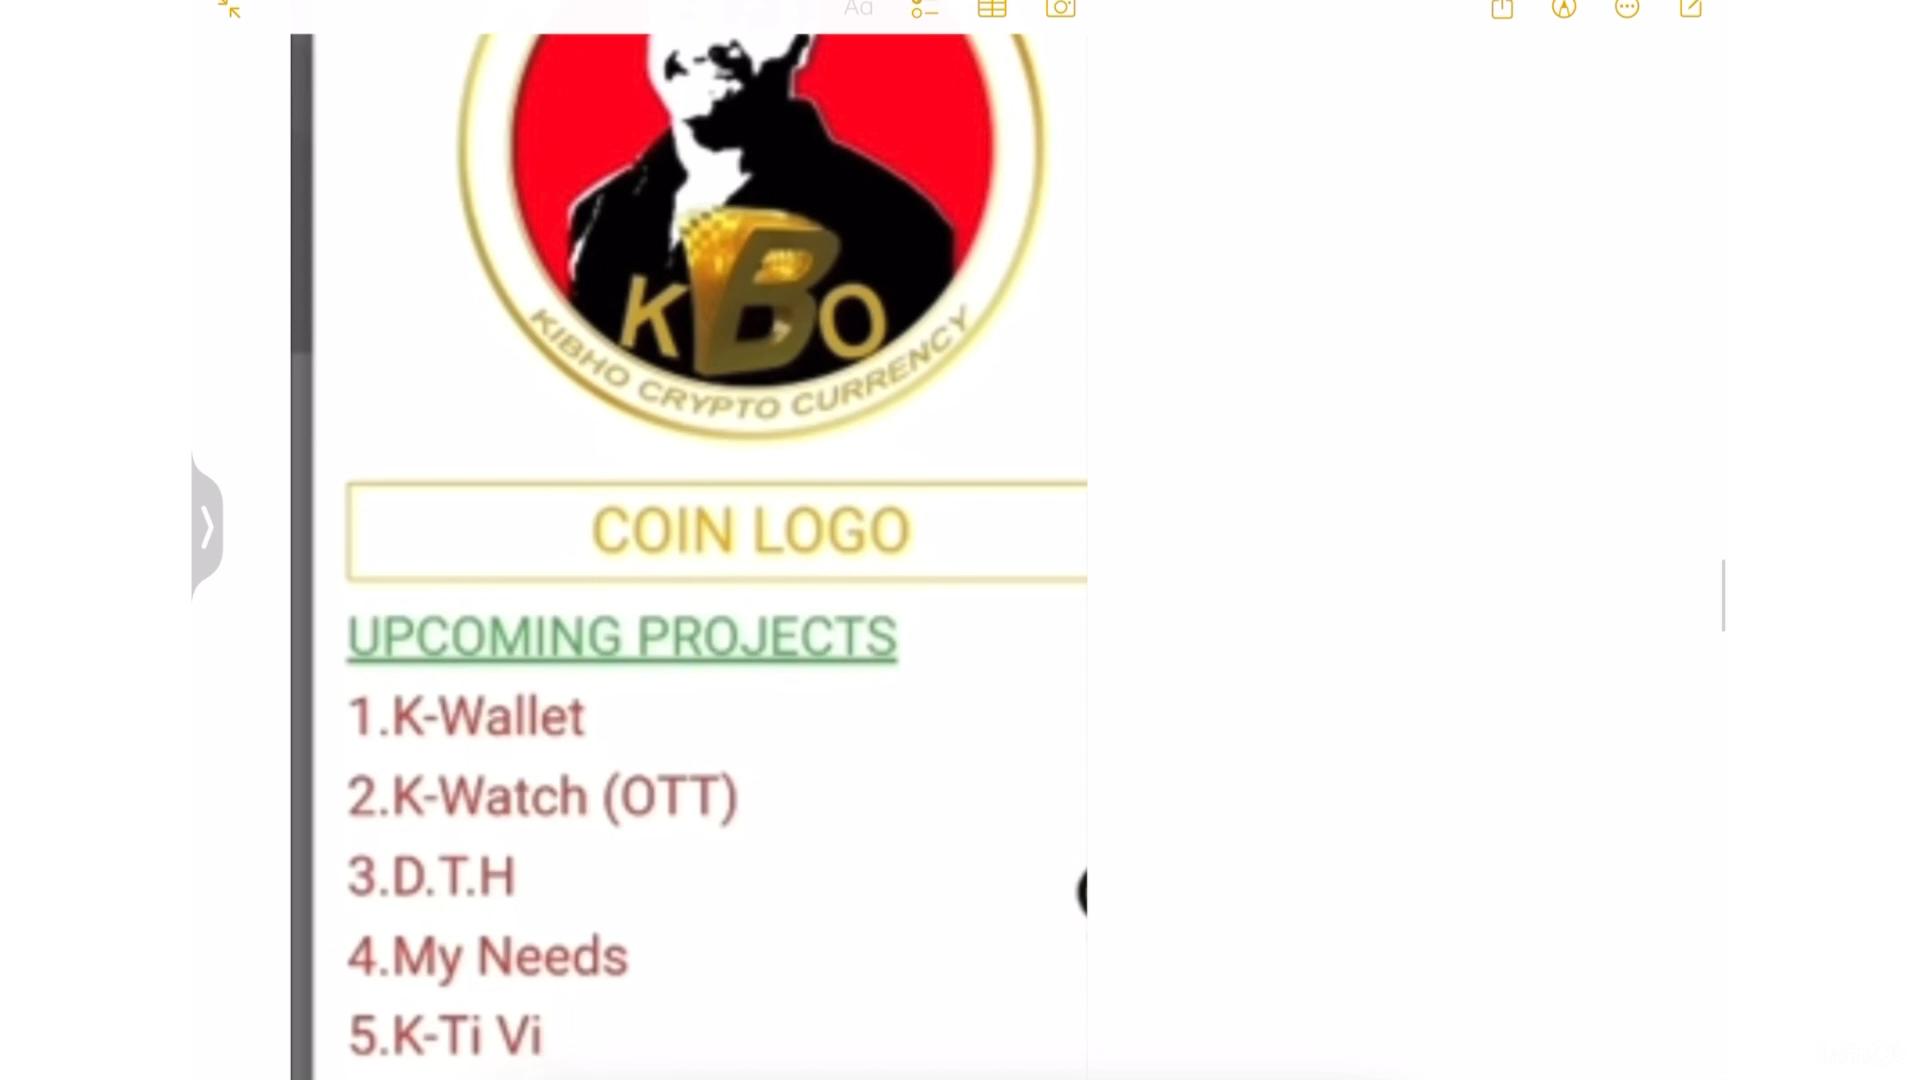 Aa
KBO
KIBHO CRYPTO CURRENCY
COIN LOGO
UPCOMING PROJECTS
1.K-Wallet
2.K-Watch (OTT)
3.D.T.H
4.My Needs
5.K-Ti Vi